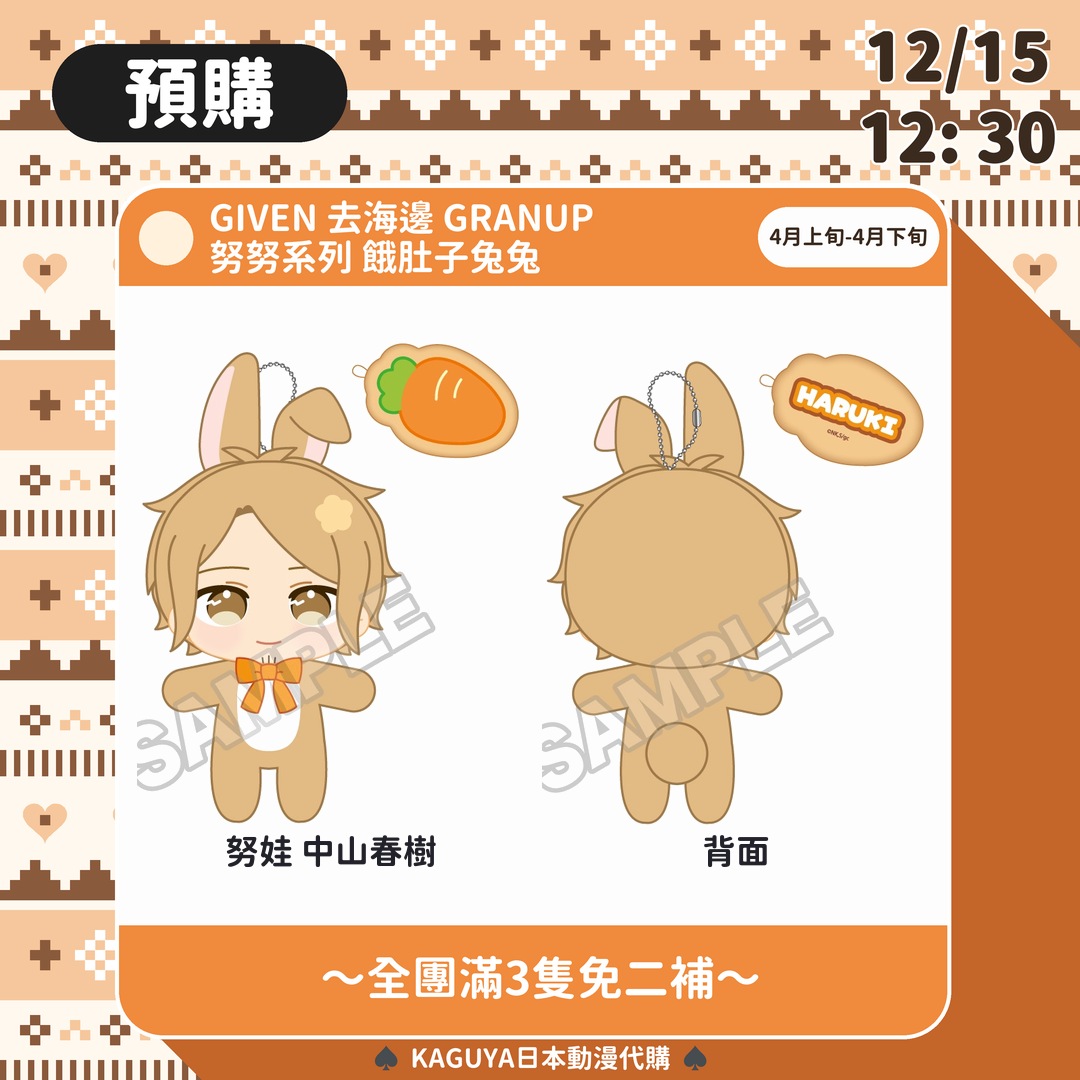 預購
12/15
12: 30
GIVEN 去海邊 GRANUP
努努系列 餓肚子兔兔
4月上旬-4月下旬
HARUKI
©NK,S/gc
SAMPLE
SAMPLE
努娃 中山春樹
背面
～全團滿3隻免二補～
♠ KAGUYA日本動漫代購 ♠